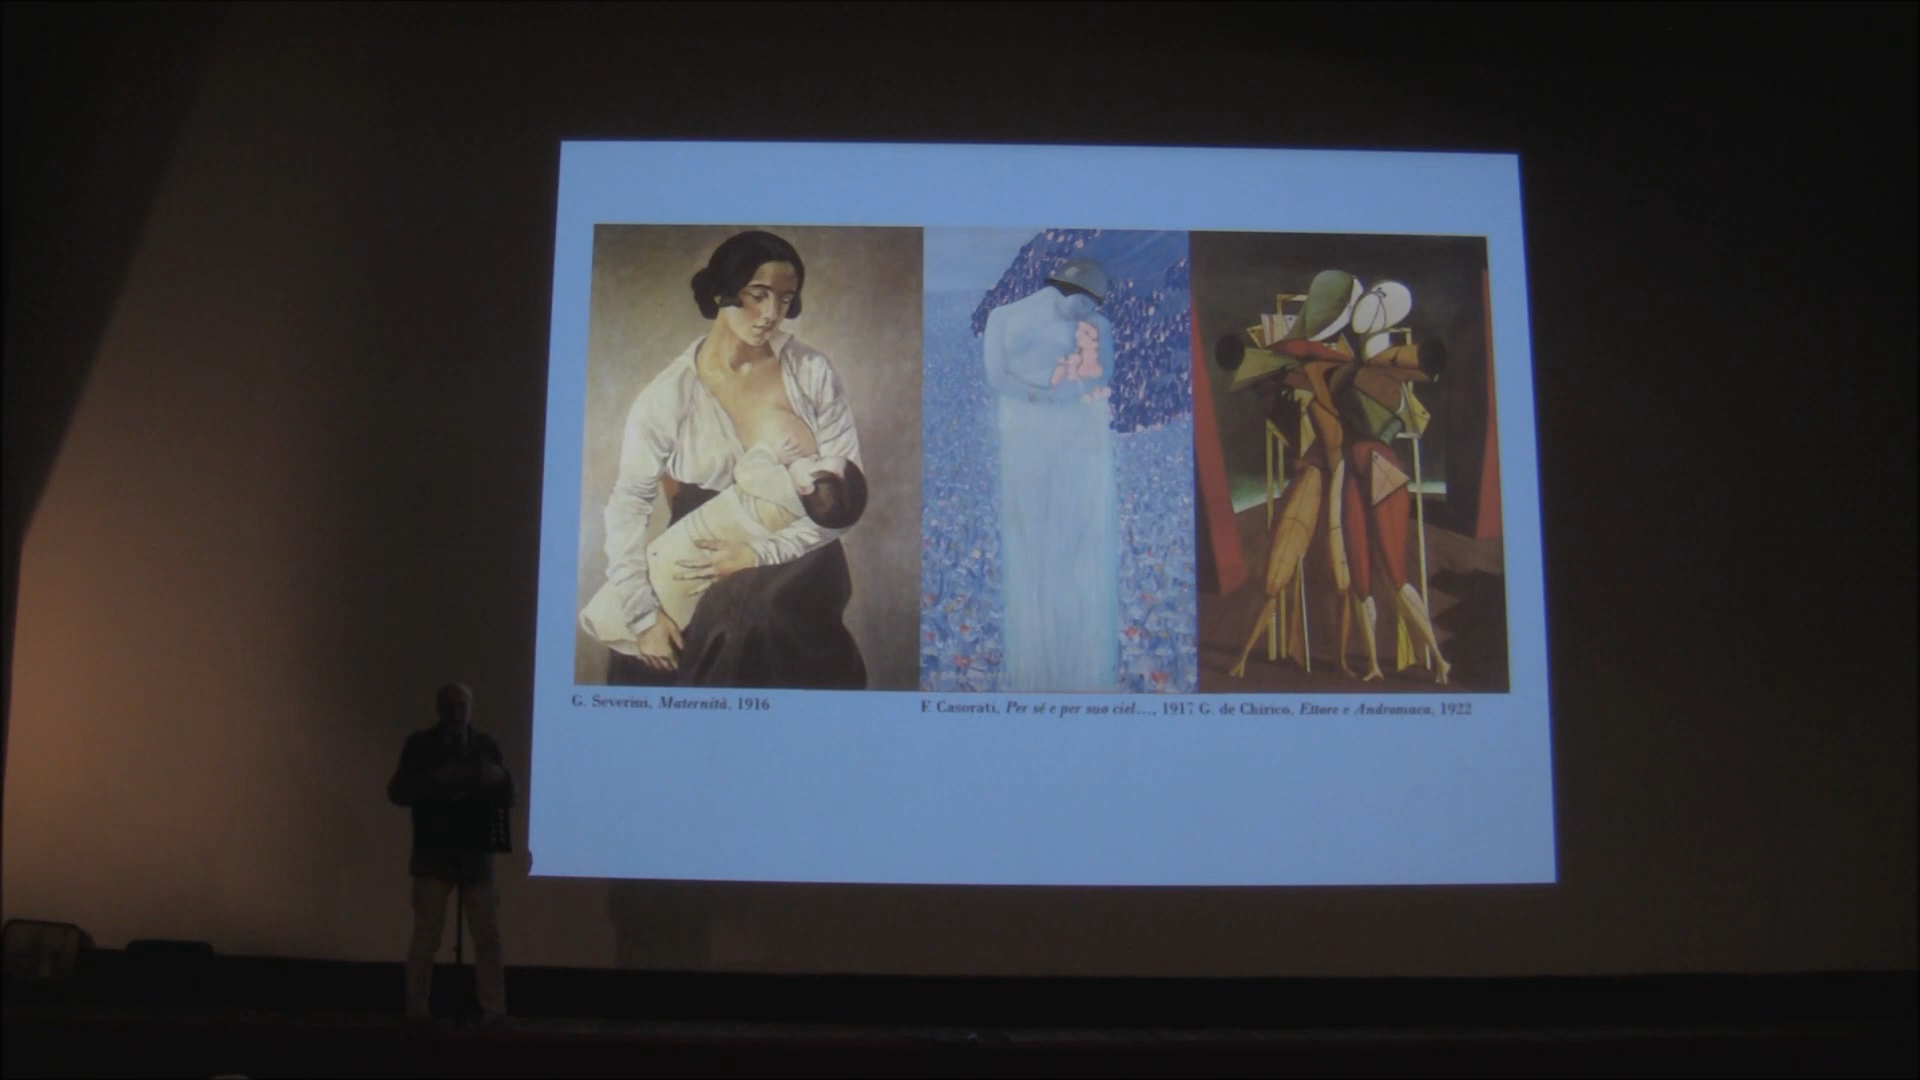 G. Severini, Maternità, 1916
F. Casorati, Per sé e per suo ciel..., 1917
G. de Chirico, Ettore e Andromaca, 1922